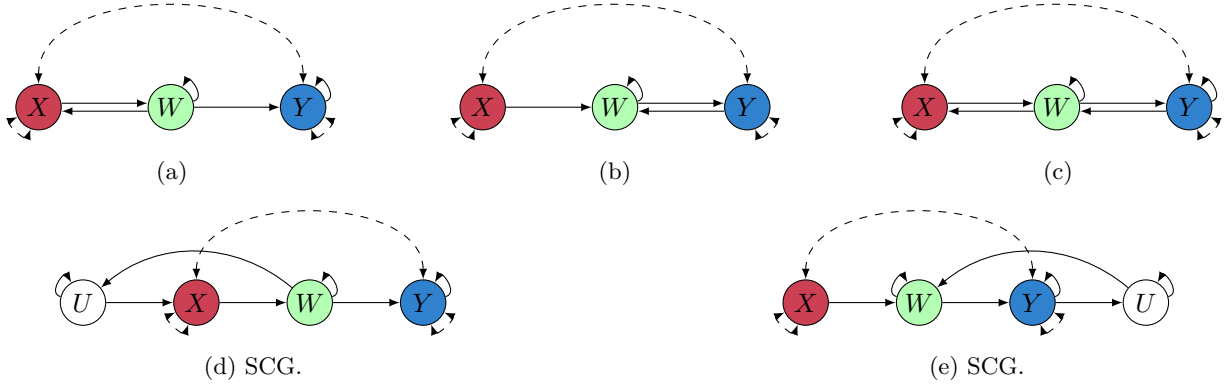 X W Y
X W Y
X W Y
(a)
(b)
(c)
U X W Y
X W Y U
(d) SCG.
(e) SCG.